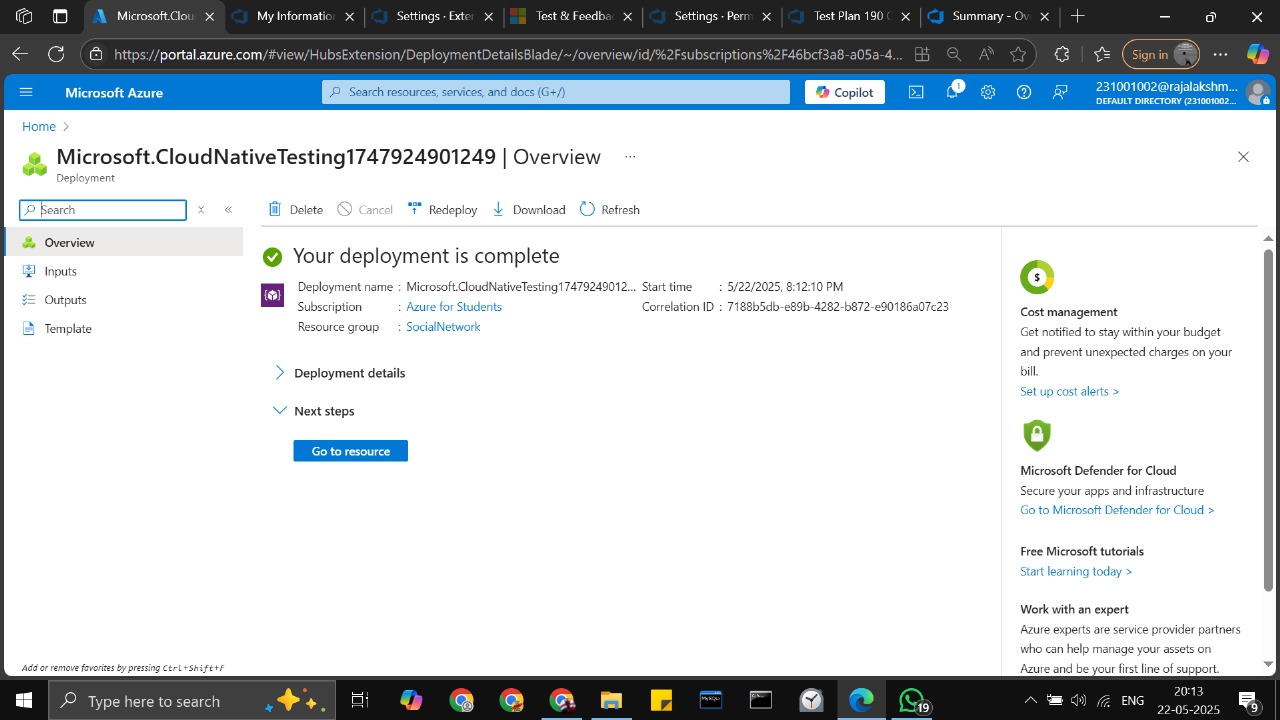 Microsoft.Clou
My Information
Settings · Exter
Test & Feedba
Settings · Perm
Test Plan 190 C
Summary - Ov
https://portal.azure.com/#view/HubsExtension/DeploymentDetailsBlade/~/overview/id/%2Fsubscriptions%2F46bcf3a8-a05a-4...
Sign in
Microsoft Azure
Search resources, services, and docs (G+/)
Copilot
1
231001002@rajalakshm...
DEFAULT DIRECTORY (231001002...
Home
Microsoft.CloudNativeTesting1747924901249 | Overview ...
Deployment
Search
Delete
Cancel
Redeploy
Download
Refresh
Overview
Inputs
Outputs
Template
Your deployment is complete
Deployment name : Microsoft.CloudNativeTesting17479249012...
Subscription : Azure for Students
Resource group : SocialNetwork
Start time : 5/22/2025, 8:12:10 PM
Correlation ID : 7188b5db-e89b-4282-b872-e90186a07c23
Deployment details
Next steps
Go to resource
$
Cost management
Get notified to stay within your budget
and prevent unexpected charges on your
bill.
Set up cost alerts >
Microsoft Defender for Cloud
Secure your apps and infrastructure
Go to Microsoft Defender for Cloud >
Free Microsoft tutorials
Start learning today >
Work with an expert
Azure experts are service provider partners
who can help manage your assets on
Azure and be your first line of support.
Add or remove favorites by pressing Ctrl+Shift+F
Type here to search
19
ENG
20:13
22-05-2025
9